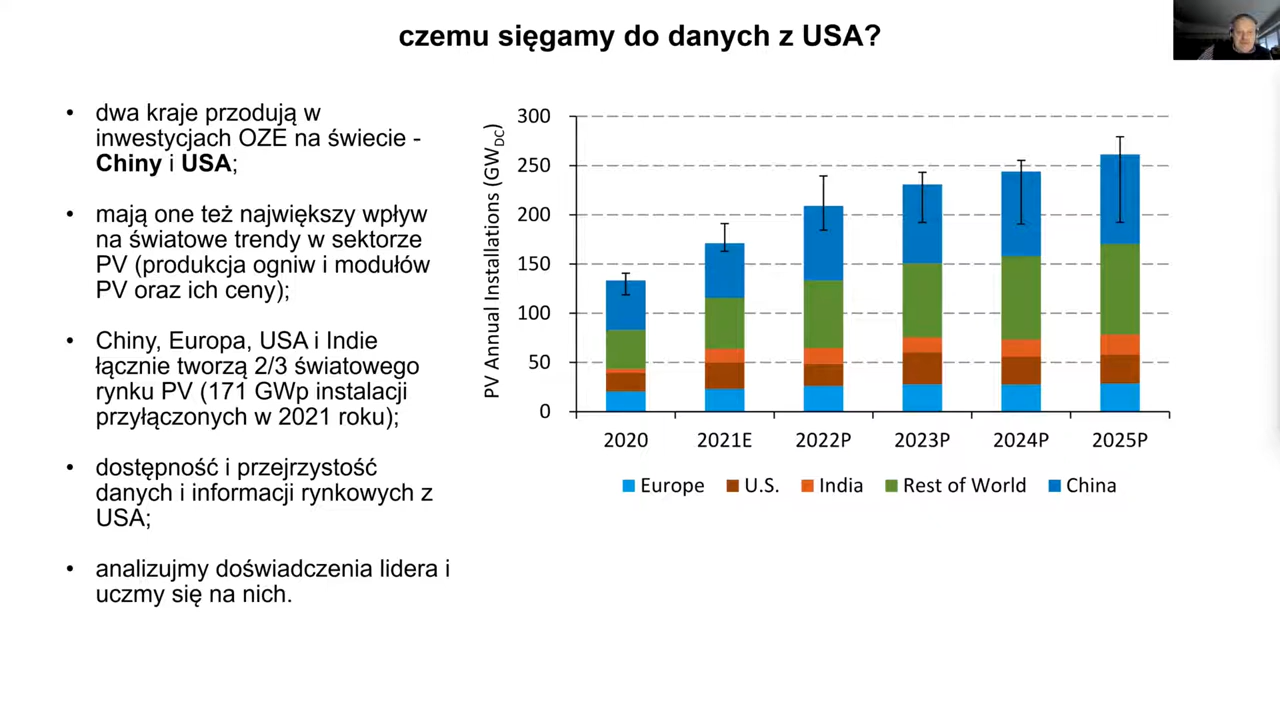 czemu sięgamy do danych z USA?
• dwa kraje przodują w
inwestycjach OZE na świecie -
Chiny i USA;
• mają one też największy wpływ
na światowe trendy w sektorze
PV (produkcja ogniw i modułów
PV oraz ich ceny);
• Chiny, Europa, USA i Indie
łącznie tworzą 2/3 światowego
rynku PV (171 GWp instalacji
przyłączonych w 2021 roku);
• dostępność i przejrzystość
danych i informacji rynkowych z
USA;
• analizujmy doświadczenia lidera i
uczmy się na nich.
PV Annual Installations (GWDC)
300
250
200
150
100
50
0
2020 2021E 2022P 2023P 2024P 2025P
Europe U.S. India Rest of World China